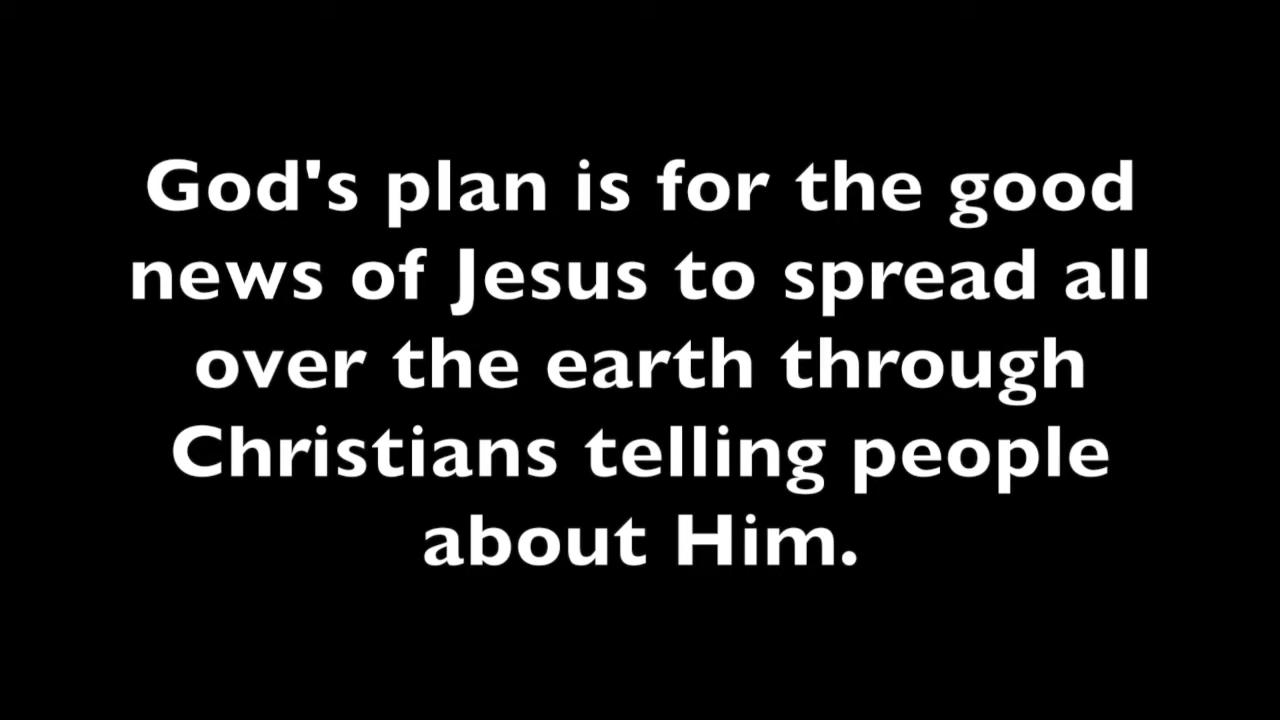 God's plan is for the good
news of Jesus to spread all
over the earth through
Christians telling people
about Him.